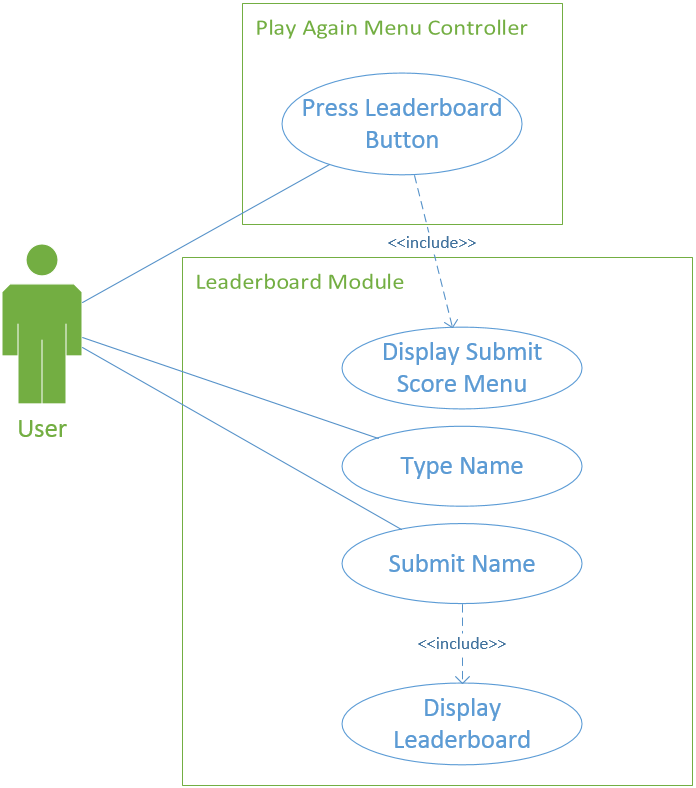 Play Again Menu Controller
Press Leaderboard
Button
<<include>>
Leaderboard Module
Display Submit
Score Menu
User
Type Name
Submit Name
<<include>>
Display
Leaderboard